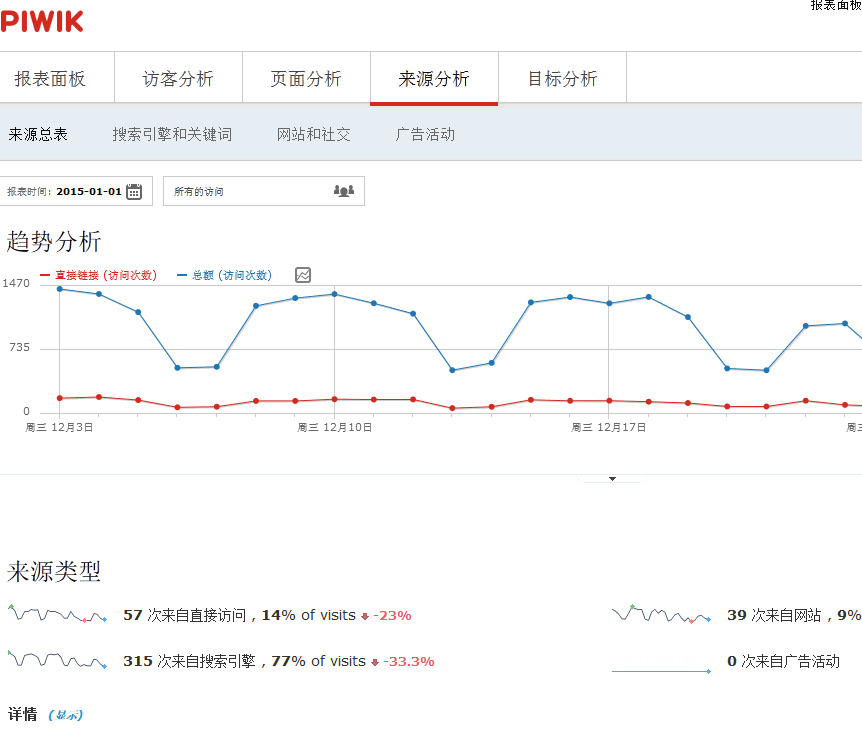 报表面板
PIWIK
报表面板 访客分析 页面分析 来源分析 目标分析
来源总表 搜索引擎和关键词 网站和社交 广告活动
报表时间: 2015-01-01 所有的访问
趋势分析
直接链接 (访问次数) 总额 (访问次数)
1470
735
0
周三 12月3日 周三 12月10日 周三 12月17日 周三
来源类型
57 次来自直接访问，14% of visits -23% 39 次来自网站，9%
315 次来自搜索引擎，77% of visits -33.3% 0 次来自广告活动
详情 (显示)